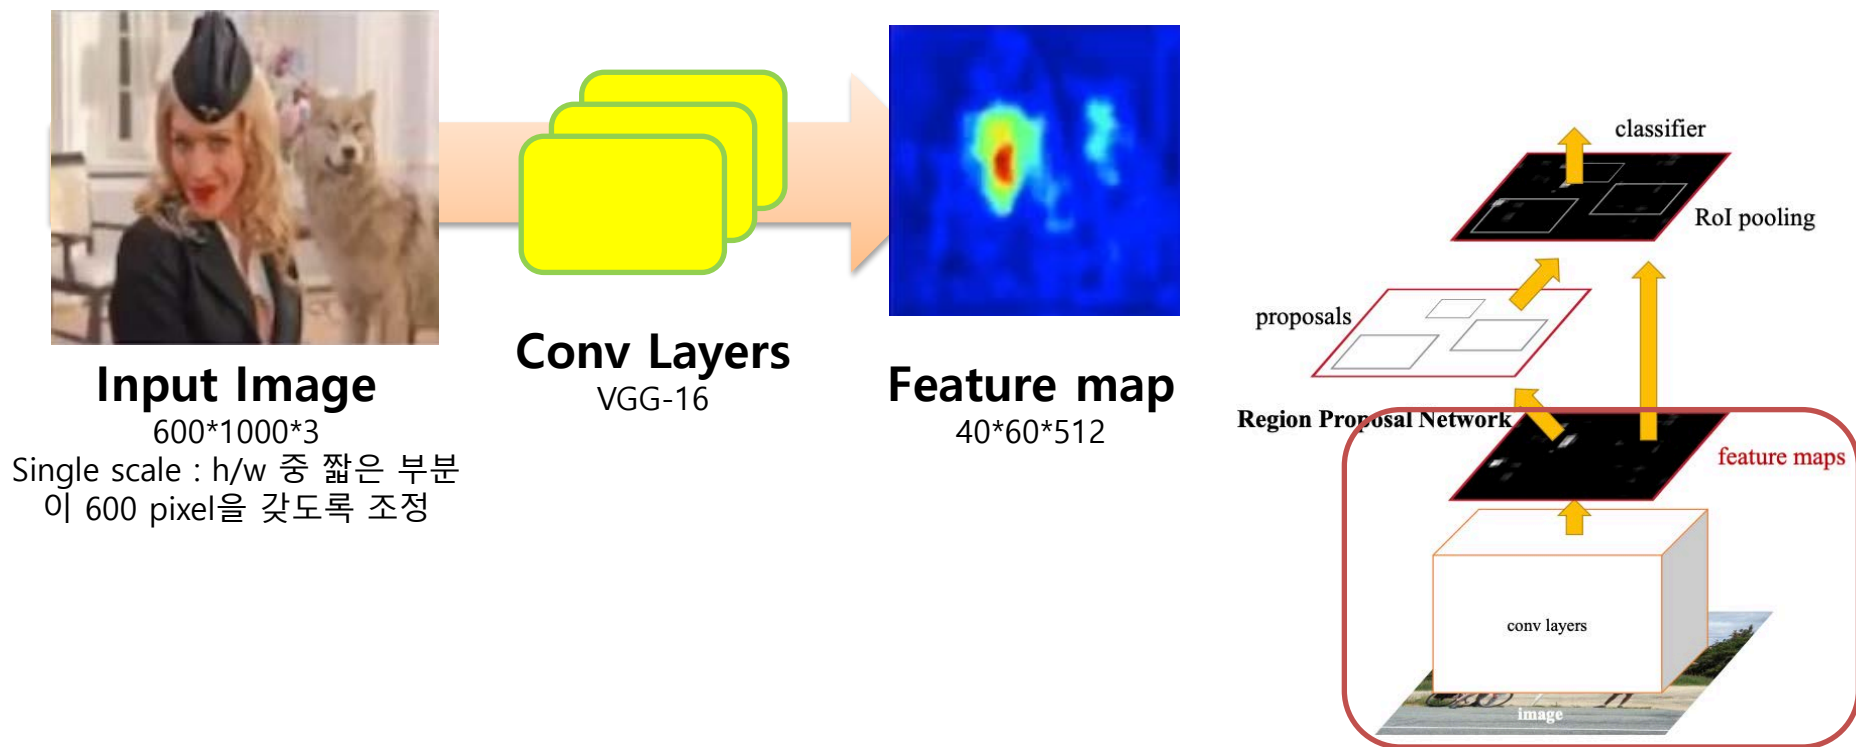 Input Image
600*1000*3
Single scale : h/w 중 짧은 부분
이 600 pixel을 갖도록 조정
Conv Layers
VGG-16
Feature map
40*60*512
classifier
RoI pooling
proposals
Region Proposal Network
feature maps
conv layers
image